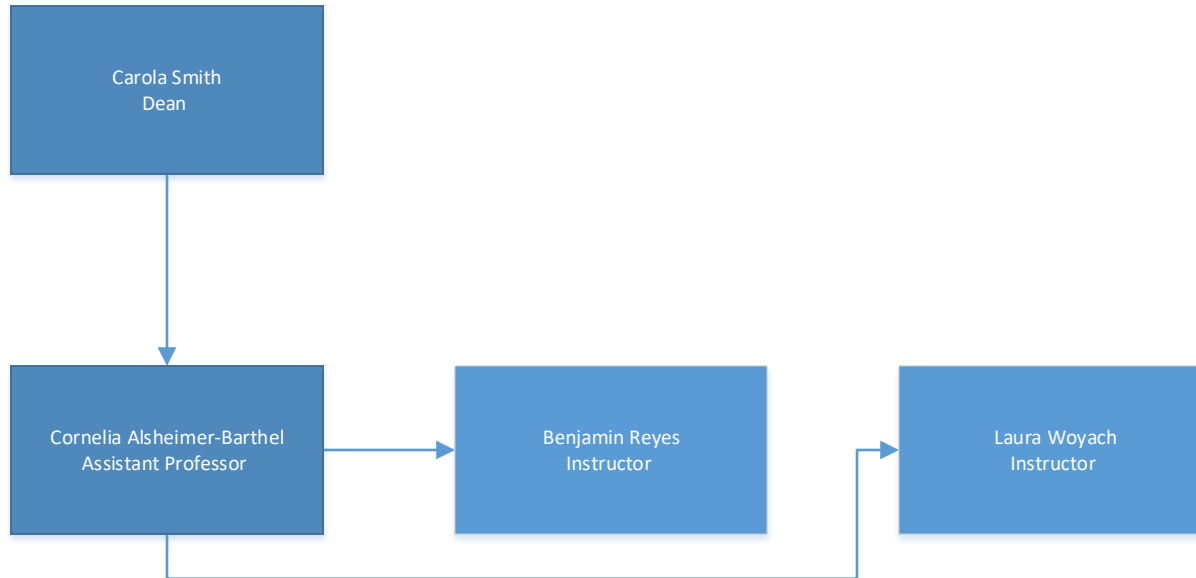 Carola Smith
Dean
Cornelia Alsheimer-Barthel
Assistant Professor
Benjamin Reyes
Instructor
Laura Woyach
Instructor